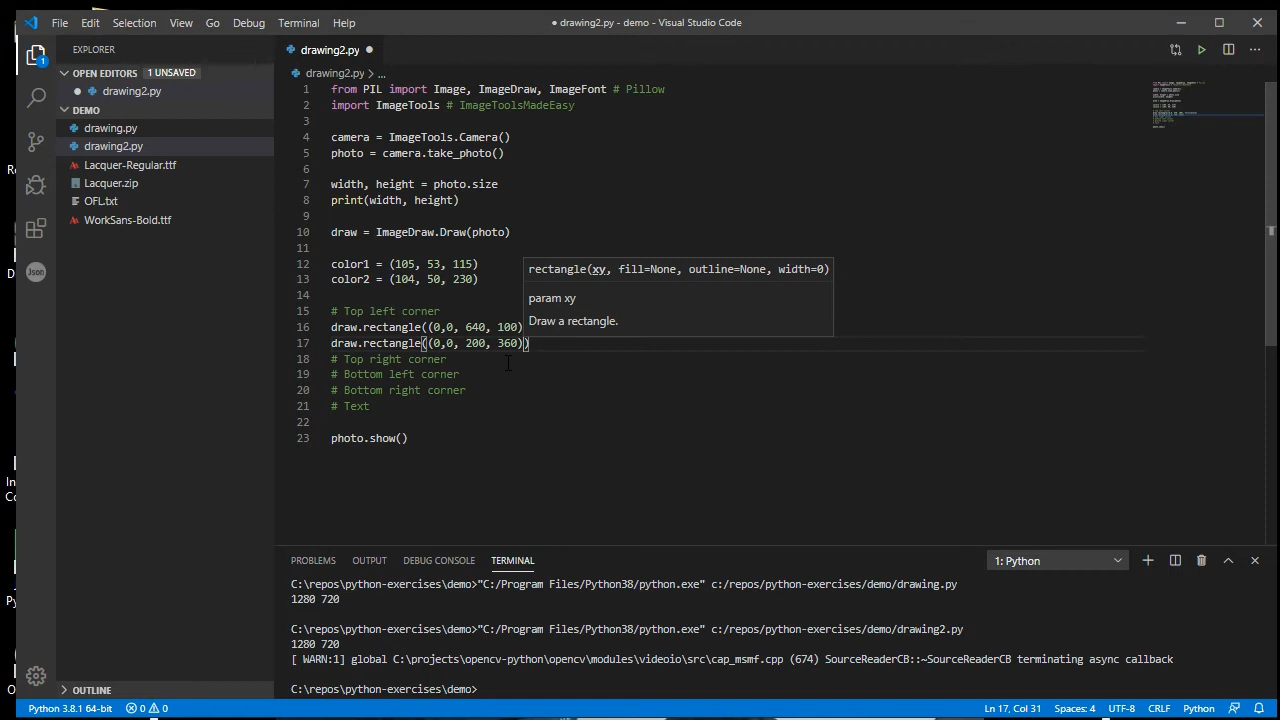 File Edit Selection View Go Debug Terminal Help
● drawing2.py - demo - Visual Studio Code
EXPLORER
OPEN EDITORS 1 UNSAVED
● drawing2.py
DEMO
drawing.py
drawing2.py
Lacquer-Regular.ttf
Lacquer.zip
OFL.txt
WorkSans-Bold.ttf
OUTLINE
1
Json
drawing2.py ●
drawing2.py > ...
1 from PIL import Image, ImageDraw, ImageFont # Pillow
2 import ImageTools # ImageToolsMadeEasy
3
4 camera = ImageTools.Camera()
5 photo = camera.take_photo()
6
7 width, height = photo.size
8 print(width, height)
9
10 draw = ImageDraw.Draw(photo)
11
12 color1 = (105, 53, 115)
13 color2 = (104, 50, 230)
14
15 # Top left corner
16 draw.rectangle((0,0, 640, 100)
17 draw.rectangle((0,0, 200, 360))
18 # Top right corner
19 # Bottom left corner
20 # Bottom right corner
21 # Text
22
23 photo.show()
rectangle(xy, fill=None, outline=None, width=0)
param xy
Draw a rectangle.
PROBLEMS OUTPUT DEBUG CONSOLE TERMINAL
1: Python
C:\repos\python-exercises\demo>"C:/Program Files/Python38/python.exe" c:/repos/python-exercises/demo/drawing.py
1280 720
C:\repos\python-exercises\demo>"C:/Program Files/Python38/python.exe" c:/repos/python-exercises/demo/drawing2.py
1280 720
[ WARN:1] global C:\projects\opencv-python\opencv\modules\videoio\src\cap_msmf.cpp (674) SourceReaderCB::~SourceReaderCB terminating async callback
C:\repos\python-exercises\demo>
Python 3.8.1 64-bit 0 0
Ln 17, Col 31 Spaces: 4 UTF-8 CRLF Python